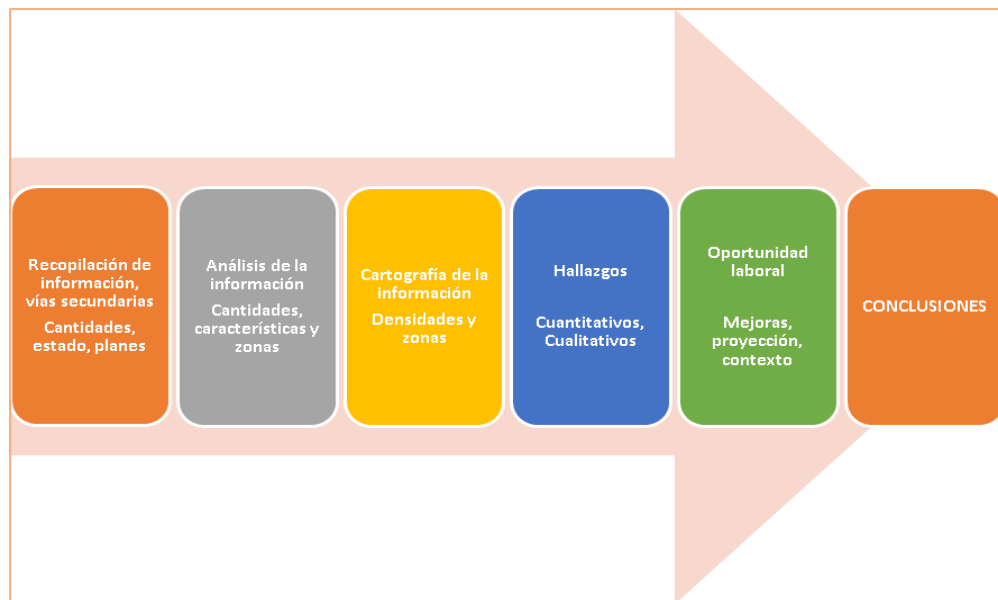 Recopilación de
información,
vías secundarias
Cantidades,
estado, planes
Análisis de la
información
Cantidades,
características y
zonas
Cartografía de la
información
Densidades y
zonas
Hallazgos
Cuantitativos,
Cualitativos
Oportunidad
laboral
Mejoras,
proyección,
contexto
CONCLUSIONES